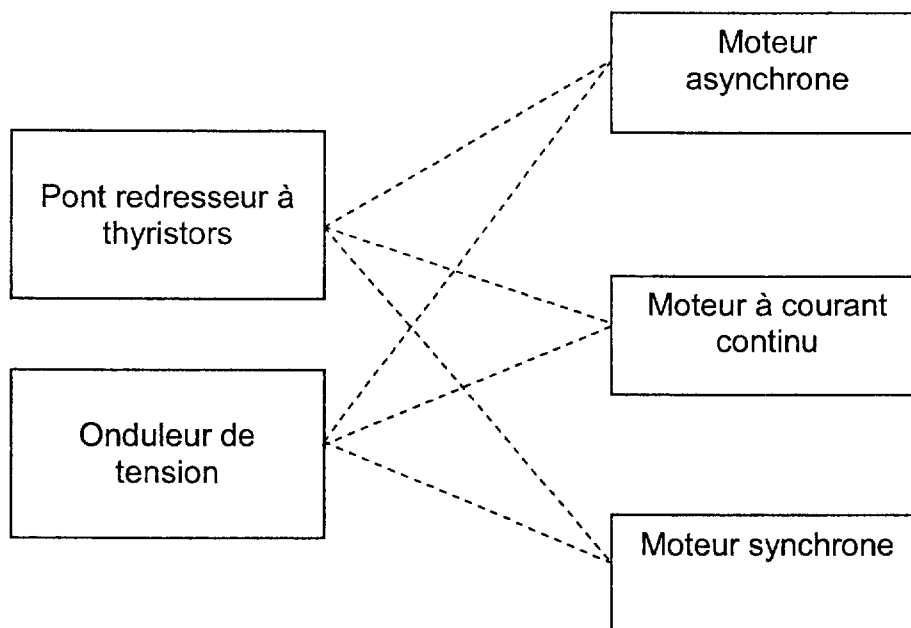 Moteur
asynchrone
Pont redresseur à
thyristors
Moteur à courant
continu
Onduleur de
tension
Moteur synchrone